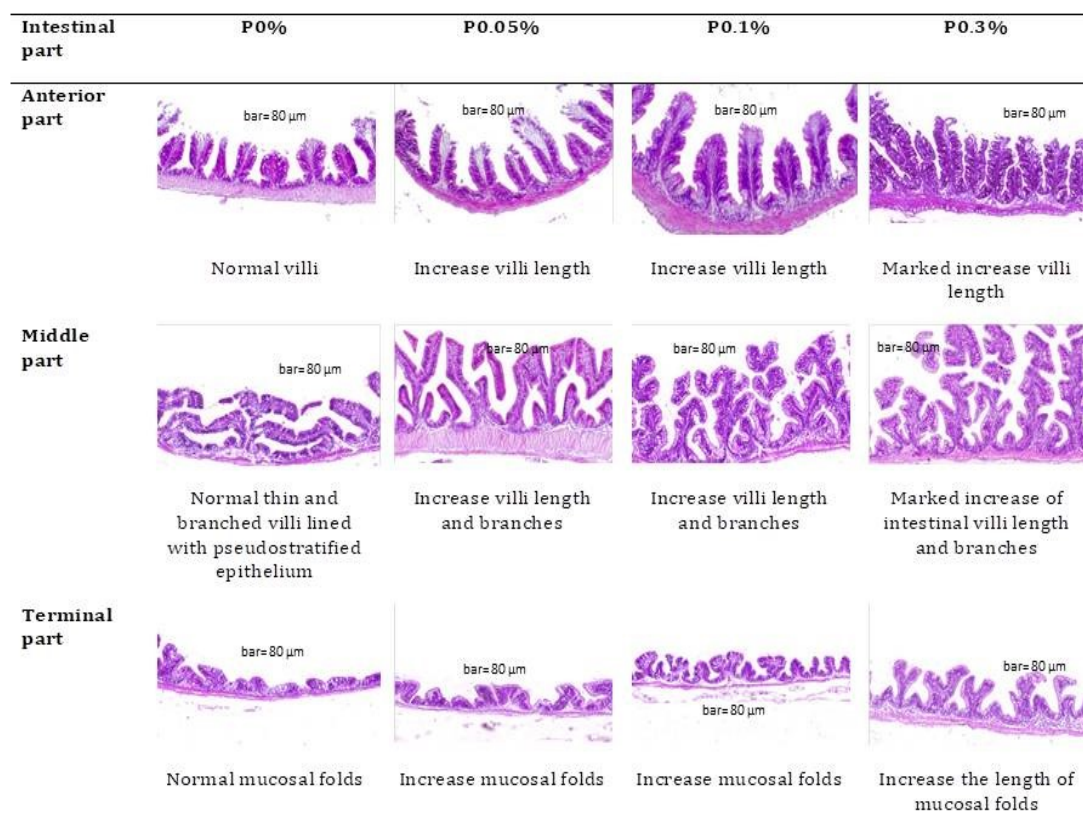 Intestinal part P0% P0.05% P0.1% P0.3%
Anterior part
bar=80 µm
bar=80 µm
bar=80 µm
bar=80 µm
Normal villi
Increase villi length
Increase villi length
Marked increase villi
length
Middle part
bar=80 µm
bar=80 µm
bar=80 µm
bar=80 µm
Normal thin and
branched villi lined
with pseudostratified
epithelium
Increase villi length
and branches
Increase villi length
and branches
Marked increase of
intestinal villi length
and branches
Terminal part
bar=80 µm
bar=80 µm
bar=80 µm
bar=80 µm
Normal mucosal folds
Increase mucosal folds
Increase mucosal folds
Increase the length of
mucosal folds